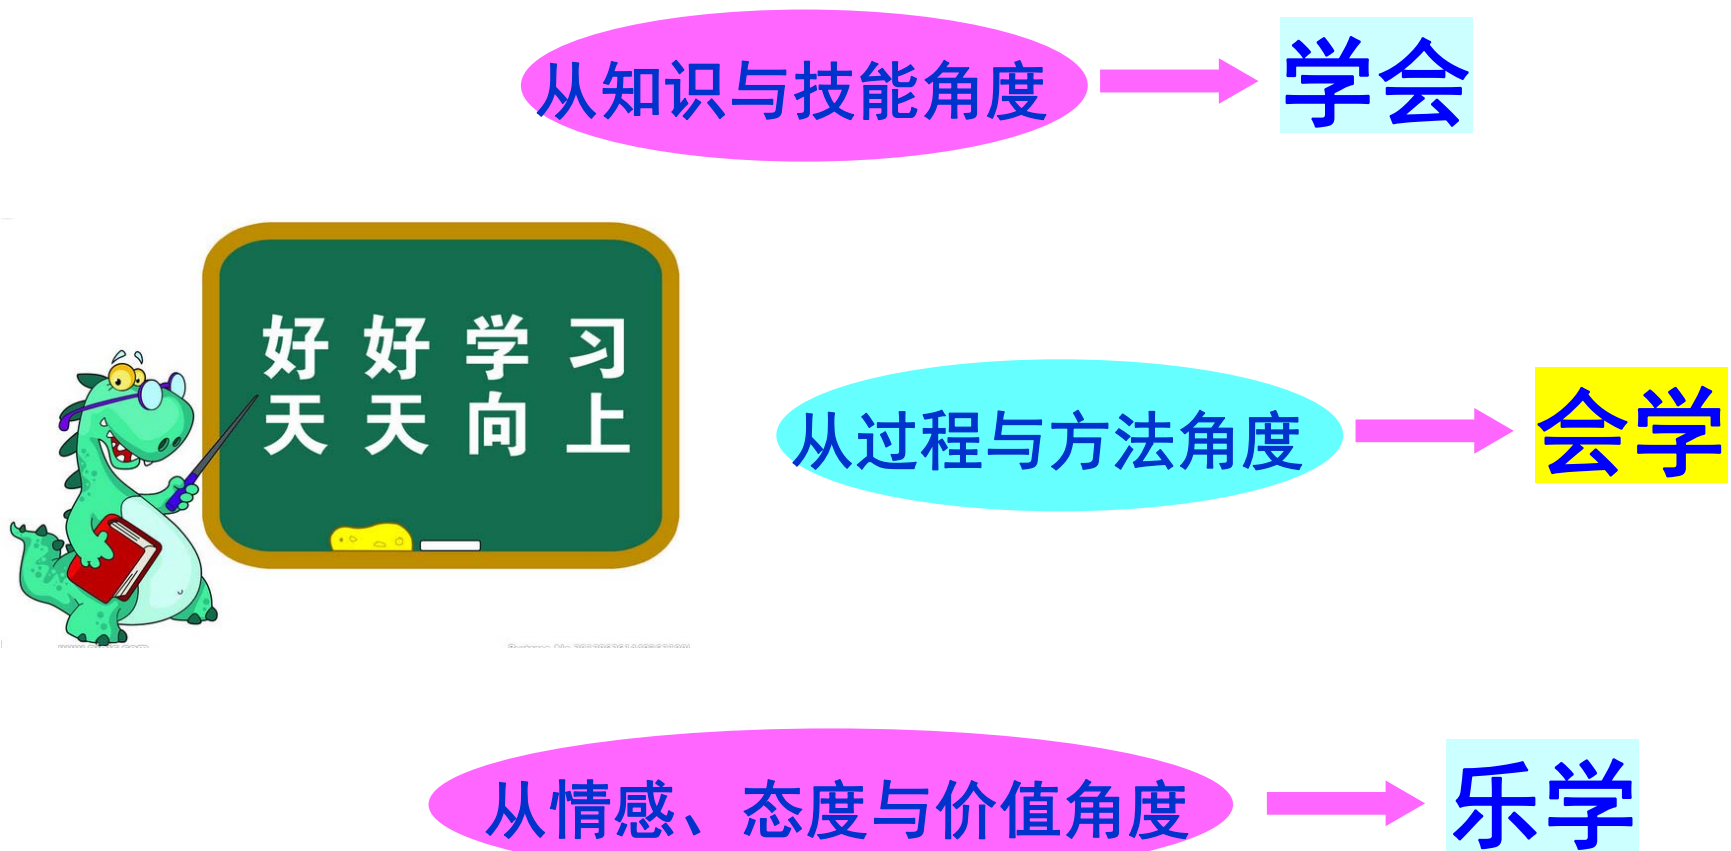 从知识与技能角度
学会
好好学习
天天向上
从过程与方法角度
会学
从情感、态度与价值角度
乐学